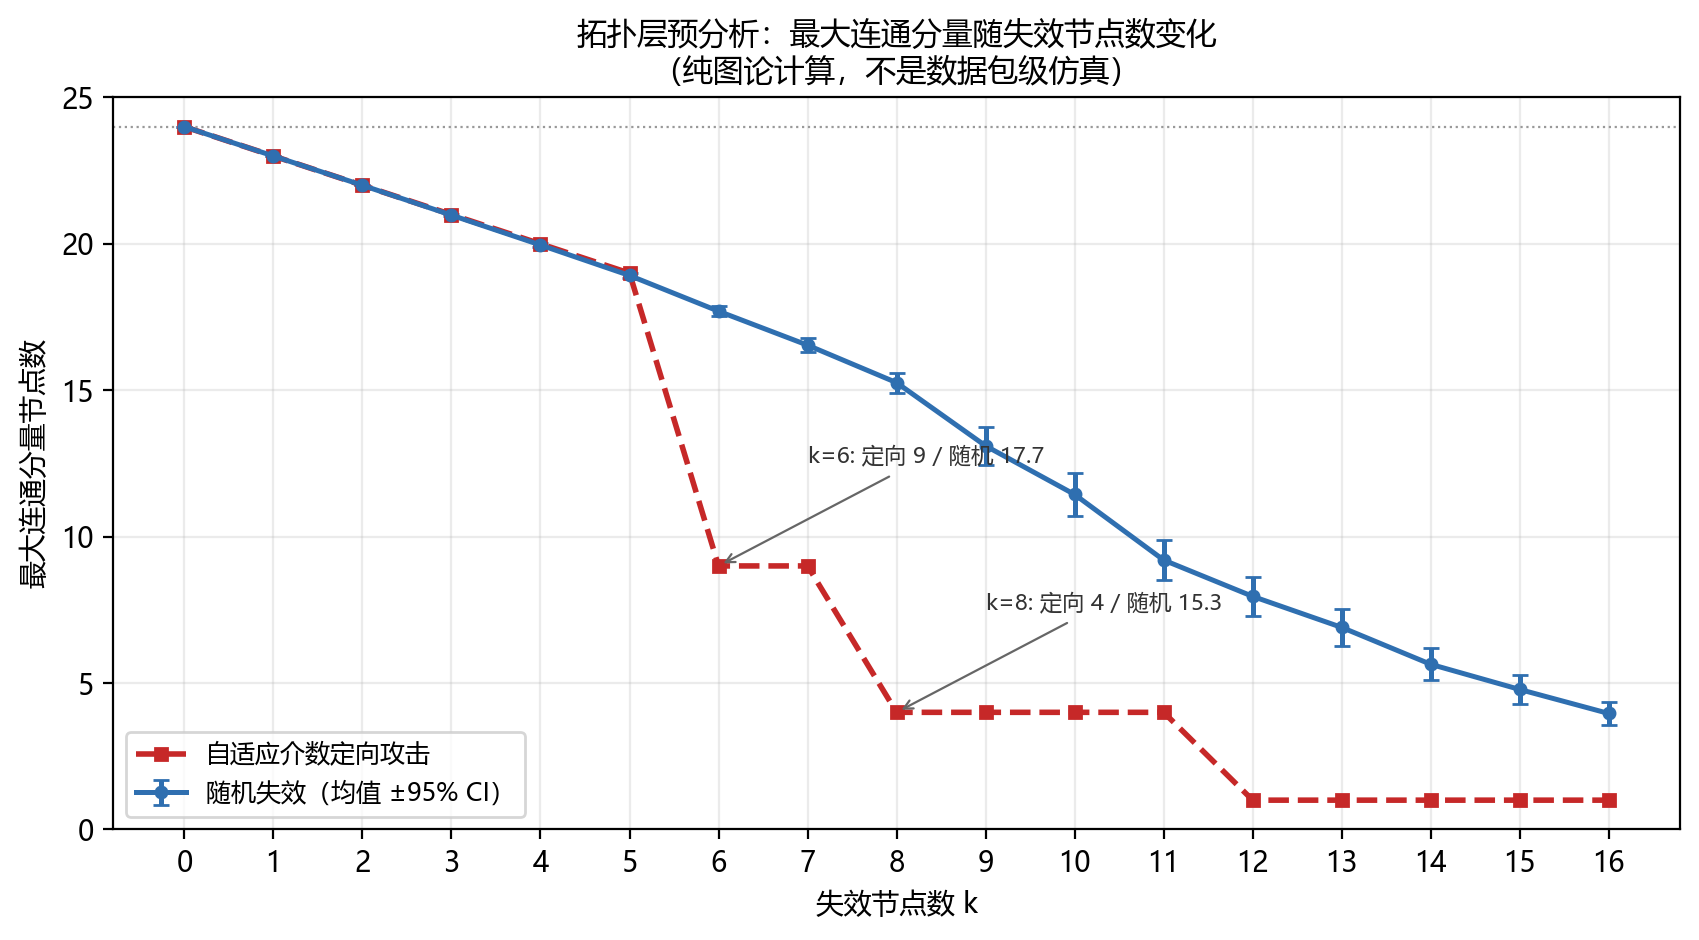 拓扑层预分析：最大连通分量随失效节点数变化
(纯图论计算，不是数据包级仿真)
最大连通分量节点数
25
20
15
10
5
0
k=6: 定向 9 / 随机 17.7
k=8: 定向 4 / 随机 15.3
自适应介数定向攻击
随机失效（均值 ±95% CI）
0 1 2 3 4 5 6 7 8 9 10 11 12 13 14 15 16
失效节点数 k